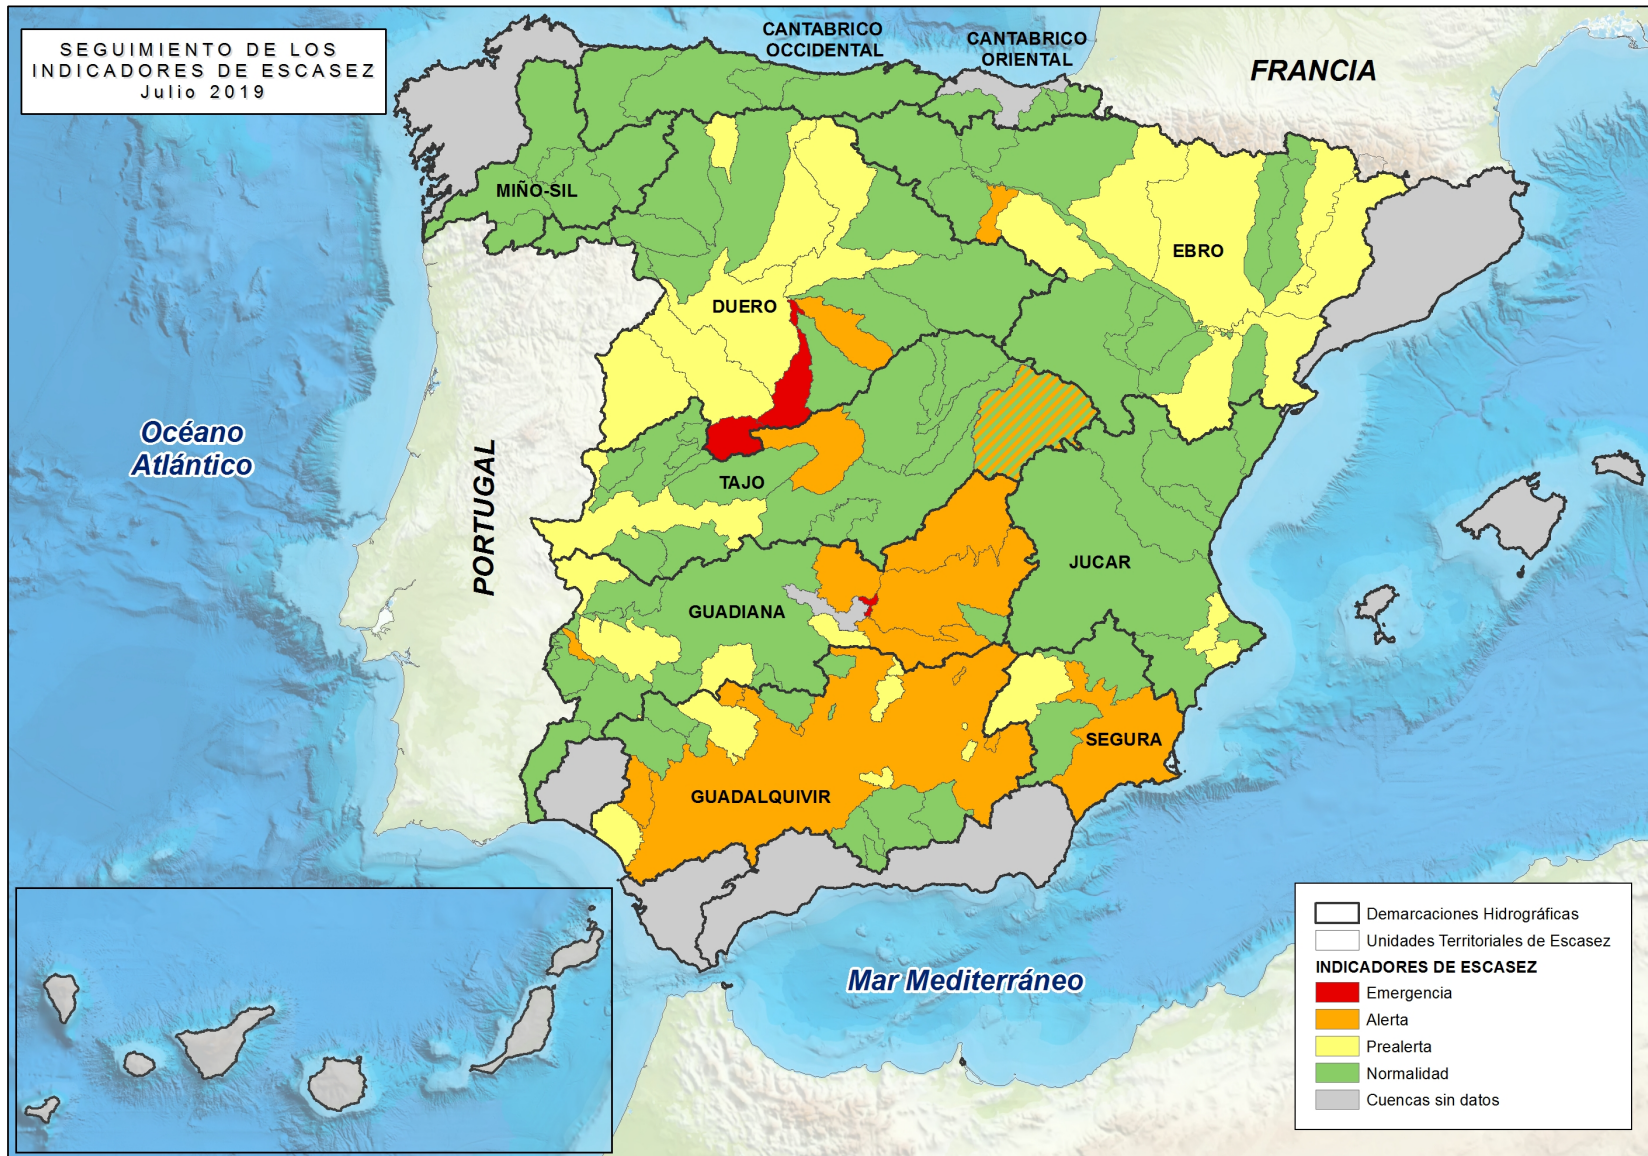 SEGUIMIENTO DE LOS
INDICADORES DE ESCASEZ
Julio 2019
CANTABRICO
OCCIDENTAL
CANTABRICO
ORIENTAL
FRANCIA
MIÑO-SIL
EBRO
DUERO
Océano
Atlántico
PORTUGAL
TAJO
JUCAR
GUADIANA
SEGURA
GUADALQUIVIR
Mar Mediterráneo
Demarcaciones Hidrográficas
Unidades Territoriales de Escasez
INDICADORES DE ESCASEZ
Emergencia
Alerta
Prealerta
Normalidad
Cuencas sin datos